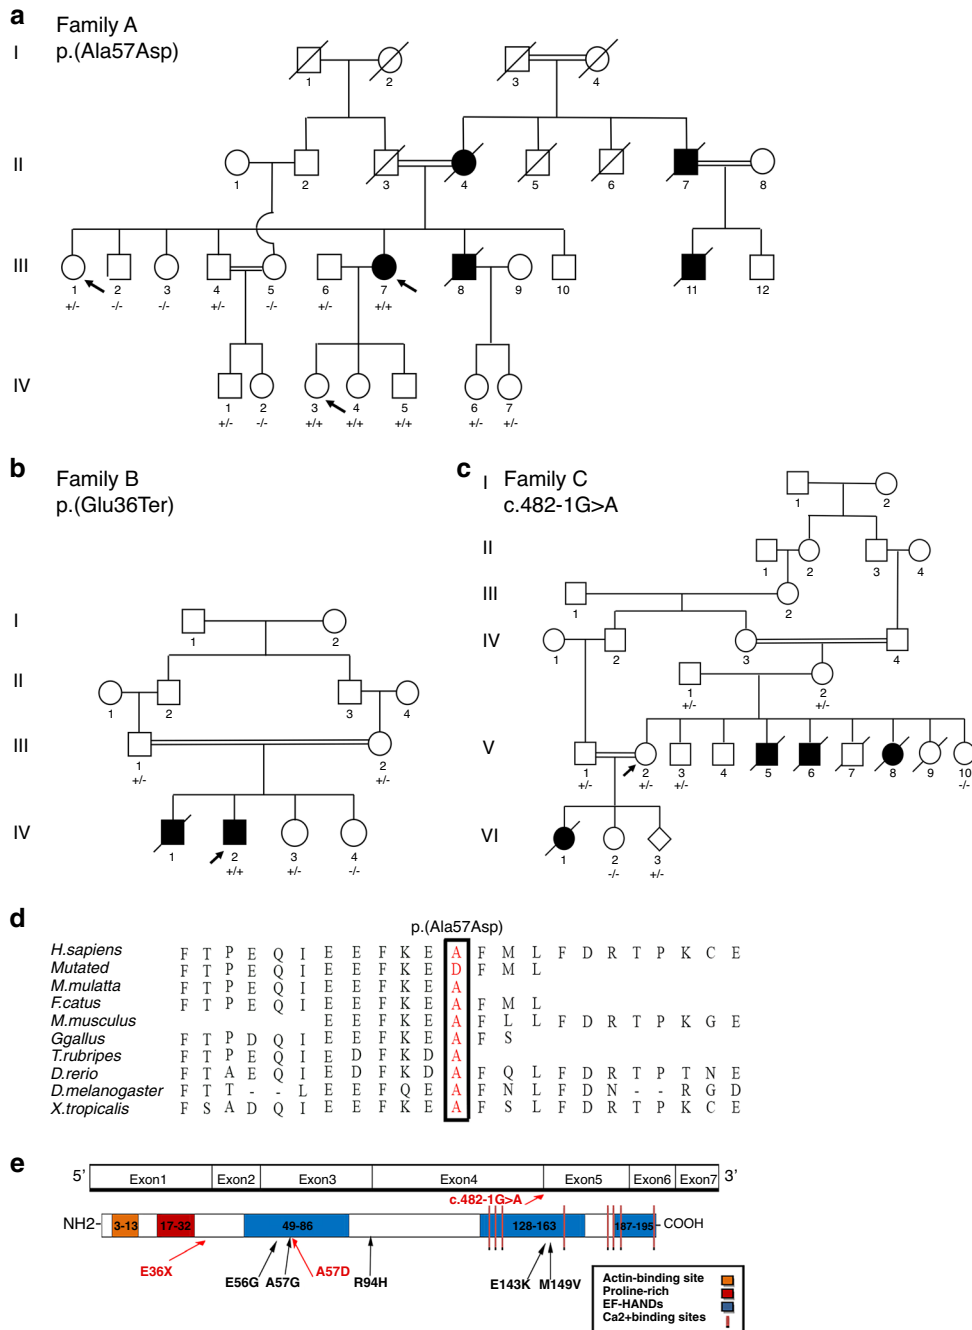 a
Family A
p.(Ala57Asp)
I
1 2 3 4
II
1 2 3 4 5 6 7 8
III
1 2 3 4 5 6 7 8 9 10 11 12
+/- -/- -/- +/- -/- +/- +/+
IV
1 2 3 4 5 6 7
+/- -/- +/+ +/+ +/+ +/- +/-
b
Family B
p.(Glu36Ter)
I
1 2
II
1 2 3 4
III
1 2
+/- +/-
IV
1 2 3 4
+/+ +/- -/-
c
Family C
c.482-1G>A
I
1 2
II
1 2 3 4
III
1 2
IV
1 2 3 4
1 2
+/- +/-
V
1 2 3 4 5 6 7 8 9 10
+/- +/- +/- -/-
VI
1 2 3
-/- +/-
d
p.(Ala57Asp)
H.sapiens F T P E Q I E E F K E A F M L F D R T P K C E
Mutated F T P E Q I E E F K E D F M L
M.mulatta F T P E Q I E E F K E A
F.catus F T P E Q I E E F K E A F M L
M.musculus E E F K E A F L L F D R T P K G E
Ggallus F T P D Q I E E F K E A F S
T.rubripes F T P E Q I E D F K D A
D.rerio F T A E Q I E D F K D A F Q L F D R T P T N E
D.melanogaster F T T - - L E E F Q E A F N L F D N - - R G D
X.tropicalis F S A D Q I E E F K E A F S L F D R T P K C E
e
5' Exon1 Exon2 Exon3 Exon4 Exon5 Exon6 Exon7 3'
c.482-1G>A
NH2- 3-13 17-32 49-86 128-163 187-195 -COOH
E36X E56G A57G A57D R94H E143K M149V
Actin-binding site
Proline-rich
EF-HANDs
Ca2+binding sites